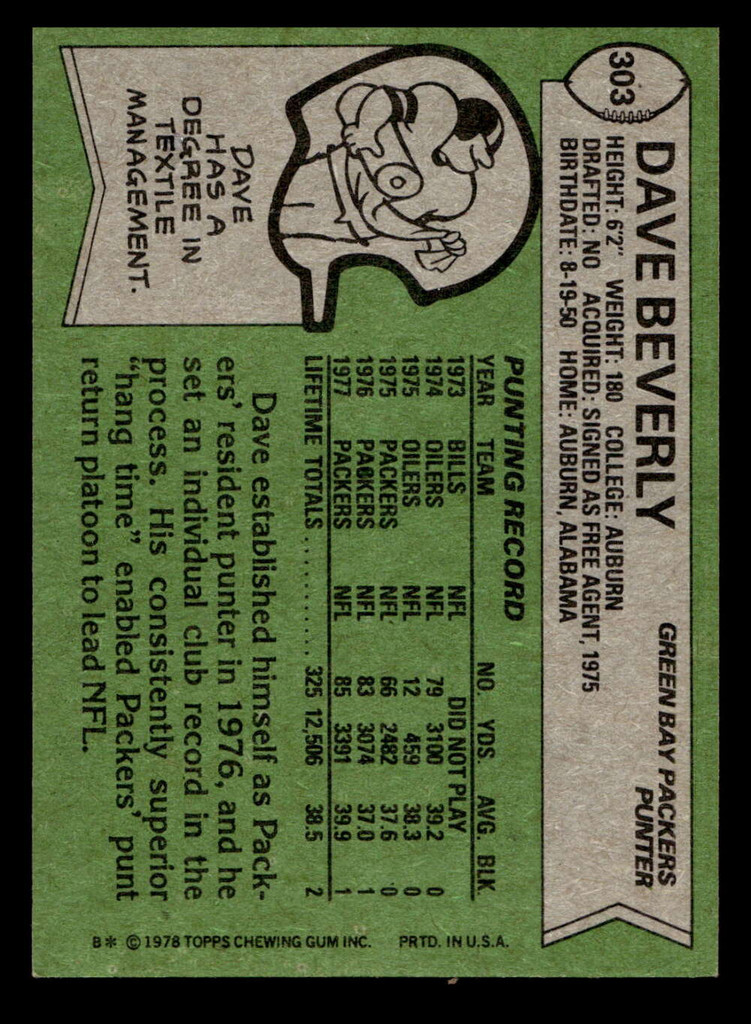 303
DAVE BEVERLY
GREEN BAY PACKERS
PUNTER
HEIGHT: 6'2" WEIGHT: 180 COLLEGE: AUBURN
DRAFTED: NO ACQUIRED: SIGNED AS FREE AGENT, 1975
BIRTHDATE: 8-19-50 HOME: AUBURN, ALABAMA
DAVE
HAS A
DEGREE IN
TEXTILE
MANAGEMENT.
PUNTING RECORD
YEAR TEAM NO. YDS. AVG. BLK.
1973 BILLS NFL DID NOT PLAY
1974 OILERS NFL 79 3100 39.2 0
1975 OILERS NFL 12 459 38.3 0
1975 PACKERS NFL 66 2482 37.6 0
1976 PACKERS NFL 83 3074 37.0 1
1977 PACKERS NFL 85 3391 39.9 1
LIFETIME TOTALS.......... 325 12,506 38.5 2
Dave established himself as Pack-
ers' resident punter in 1976, and he
set an individual club record in the
process. His consistently superior
"hang time" enabled Packers' punt
return platoon to lead NFL.
B* © 1978 TOPPS CHEWING GUM INC. PRTD. IN U.S.A.